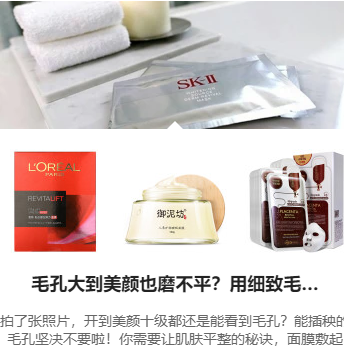 SK-II
L'ORÉAL
PARIS
REVITALIFT
御泥坊
PLACENTA
毛孔大到美颜也磨不平？用细致毛...
拍了张照片，开到美颜十级都还是能看到毛孔？能插秧的
毛孔坚决不要啦！你需要让肌肤平整的秘诀，面膜敷起